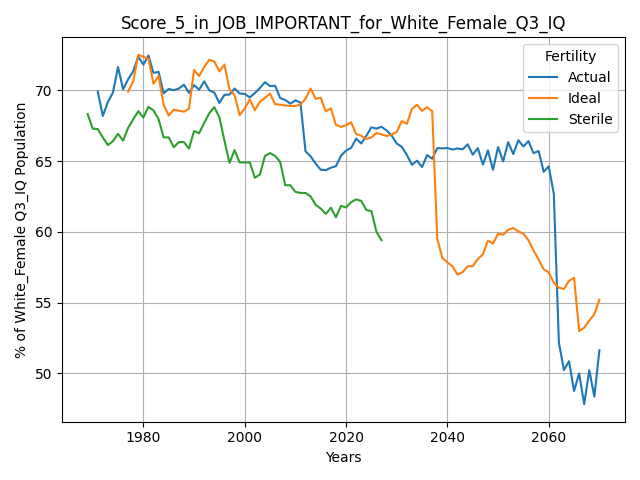 Score_5_in_JOB_IMPORTANT_for_White_Female_Q3_IQ
% of White_Female Q3_IQ Population
70
65
60
55
50
Fertility
Actual
Ideal
Sterile
1980
2000
2020
2040
2060
Years